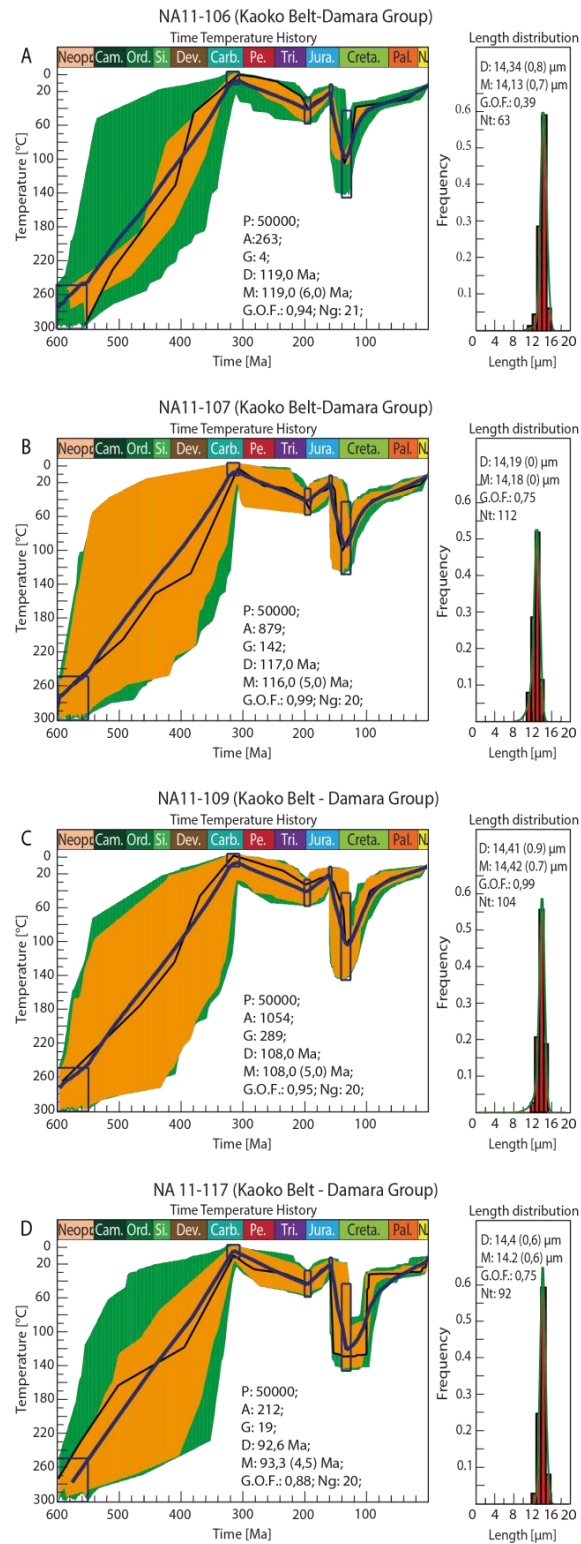 NA11-106 (Kaoko Belt-Damara Group)
Time Temperature History
Length distribution
A
Neopr. Cam. Ord. Si. Dev. Carb. Pe. Tri. Jura. Creta. Pal. N.
0
20
60
100
140
180
220
260
300
Temperature [°C]
P: 50000;
A:263;
G: 4;
D: 119,0 Ma;
M: 119,0 (6,0) Ma;
G.O.F.: 0,94; Ng: 21;
600 500 400 300 200 100
Time [Ma]
D: 14,34 (0,8) (µm
M: 14,13 (0,7) (µm
G.O.F.: 0,39
Nt: 63
0.6
0.5
0.4
0.3
0.2
0.1
Frequency
0 4 8 12 16 20
Length [µm]
NA11-107 (Kaoko Belt-Damara Group)
Time Temperature History
Length distribution
B
Neopr. Cam. Ord. Si. Dev. Carb. Pe. Tri. Jura. Creta. Pal. N.
0
20
60
100
140
180
220
260
300
Temperature [°C]
P: 50000;
A: 879;
G: 142;
D: 117,0 Ma;
M: 116,0 (5,0) Ma;
G.O.F.: 0,99; Ng: 20;
600 500 400 300 200 100
Time [Ma]
D: 14,19 (0) µm
M: 14,18 (0) µm
G.O.F.: 0,75
Nt: 112
0.6
0.5
0.4
0.3
0.2
0.1
Frequency
0 4 8 12 16 20
Length [µm]
NA11-109 (Kaoko Belt - Damara Group)
Time Temperature History
Length distribution
C
Neopr. Cam. Ord. Si. Dev. Carb. Pe. Tri. Jura. Creta. Pal. N.
0
20
60
100
140
180
220
260
300
Temperature [°C]
P: 50000;
A: 1054;
G: 289;
D: 108,0 Ma;
M: 108,0 (5,0) Ma;
G.O.F.: 0,95; Ng: 20;
600 500 400 300 200 100
Time [Ma]
D: 14,41 (0.9) (µm
M: 14,42 (0.7) µm
G.O.F.: 0,99
Nt: 104
0.6
0.5
0.4
0.3
0.2
0.1
Frequency
0 4 8 12 16 20
Length [µm]
NA 11-117 (Kaoko Belt - Damara Group)
Time Temperature History
Length distribution
D
Neopr. Cam. Ord. Si. Dev. Carb. Pe. Tri. Jura. Creta. Pal. N.
0
20
60
100
140
180
220
260
300
Temperature [°C]
P: 50000;
A: 212;
G: 19;
D: 92,6 Ma;
M: 93,3 (4,5) Ma;
G.O.F.: 0,88; Ng: 20;
600 500 400 300 200 100
Time [Ma]
D: 14,4 (0,6) µm
M: 14.2 (0,6) µm
G.O.F.: 0,75
Nt: 92
0.6
0.5
0.4
0.3
0.2
0.1
Frequency
0 4 8 12 16 20
Length [µm]